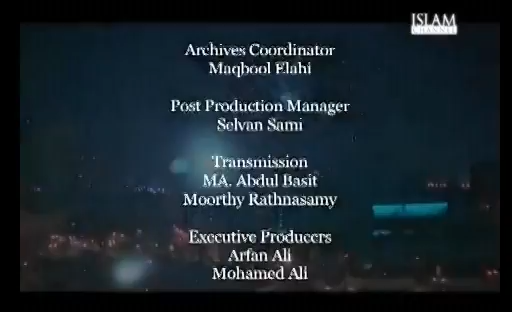 ISLAM
CHANNEL
Archives Coordinator
Maqbool Elahi
Post Production Manager
Selvan Sami
Transmission
MA. Abdul Basit
Moorthy Rathnasamy
Executive Producers
Arfan Ali
Mohamed Ali